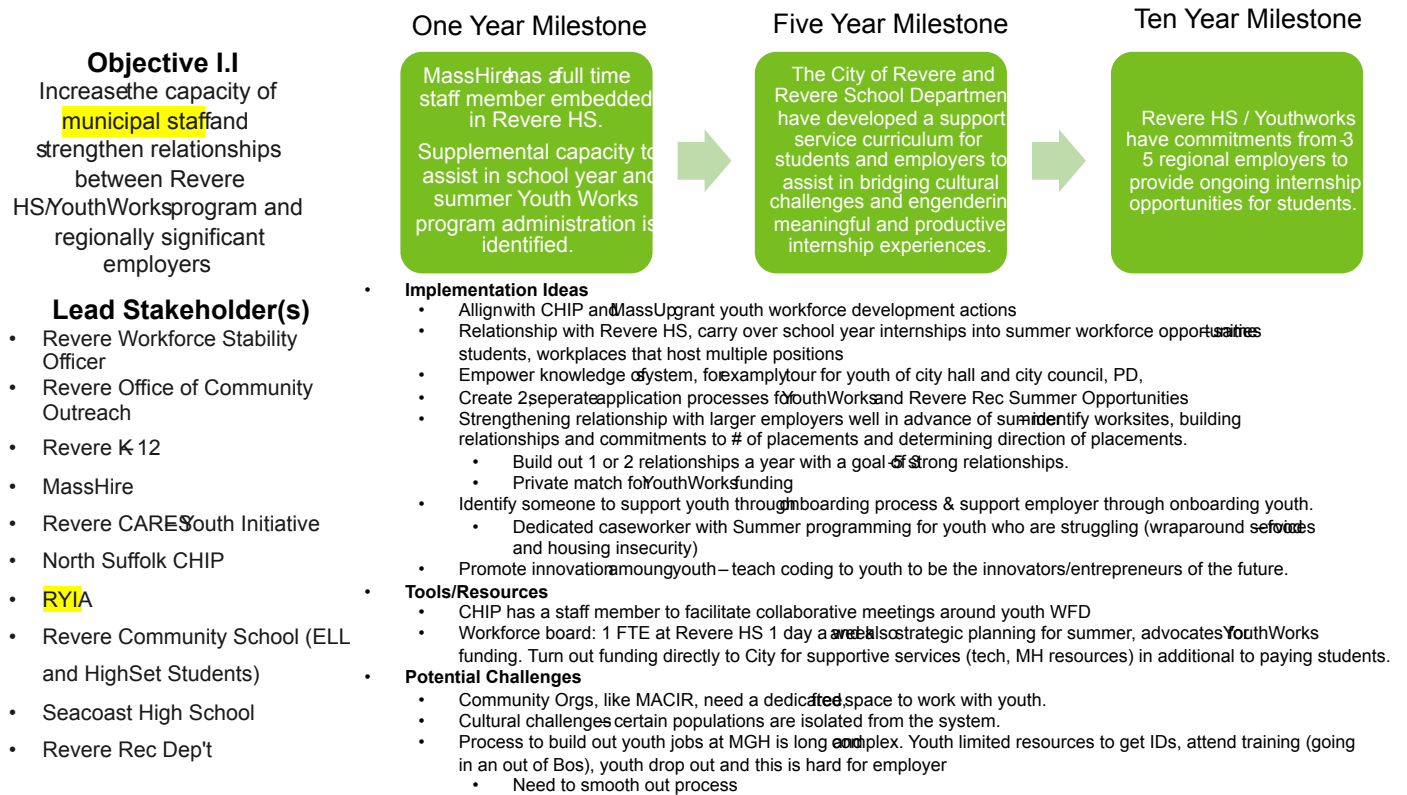 One Year Milestone
Five Year Milestone
Ten Year Milestone
Objective I.I
Increase the capacity of
municipal staff and
strengthen relationships
between Revere
HS/YouthWorks program and
regionally significant
employers
Lead Stakeholder(s)
• Revere Workforce Stability
Officer
• Revere Office of Community
Outreach
• Revere K-12
• MassHire
• Revere CARES – Youth Initiative
• North Suffolk CHIP
• RYIA
• Revere Community School (ELL
and HighSet Students)
• Seacoast High School
• Revere Rec Dep't
MassHire has a full time
staff member embedded
in Revere HS.
Supplemental capacity to
assist in school year and
summer Youth Works
program administration is
identified.
The City of Revere and
Revere School Departmen
have developed a support
service curriculum for
students and employers to
assist in bridging cultural
challenges and engenderin
meaningful and productive
internship experiences.
Revere HS / Youthworks
have commitments from 3-
5 regional employers to
provide ongoing internship
opportunities for students.
• Implementation Ideas
• Allign with CHIP and MassUp grant youth workforce development actions
• Relationship with Revere HS, carry over school year internships into summer workforce opportunities – same
students, workplaces that host multiple positions
• Empower knowledge of system, for examply tour for youth of city hall and city council, PD,
• Create 2, seperate application processes for YouthWorks and Revere Rec Summer Opportunities
• Strengthening relationship with larger employers well in advance of summer – identify worksites, building
relationships and commitments to # of placements and determining direction of placements.
• Build out 1 or 2 relationships a year with a goal of 3-5 strong relationships.
• Private match for YouthWorks funding
• Identify someone to support youth through onboarding process & support employer through onboarding youth.
• Dedicated caseworker with Summer programming for youth who are struggling (wraparound services – food
and housing insecurity)
• Promote innovation amoung youth – teach coding to youth to be the innovators/entrepreneurs of the future.
• Tools/Resources
• CHIP has a staff member to facilitate collaborative meetings around youth WFD
• Workforce board: 1 FTE at Revere HS 1 day a week and also strategic planning for summer, advocates for YouthWorks
funding. Turn out funding directly to City for supportive services (tech, MH resources) in additional to paying students.
• Potential Challenges
• Community Orgs, like MACIR, need a dedicated, free space to work with youth.
• Cultural challenges – certain populations are isolated from the system.
• Process to build out youth jobs at MGH is long and complex. Youth limited resources to get IDs, attend training (going
in an out of Bos), youth drop out and this is hard for employer
• Need to smooth out process